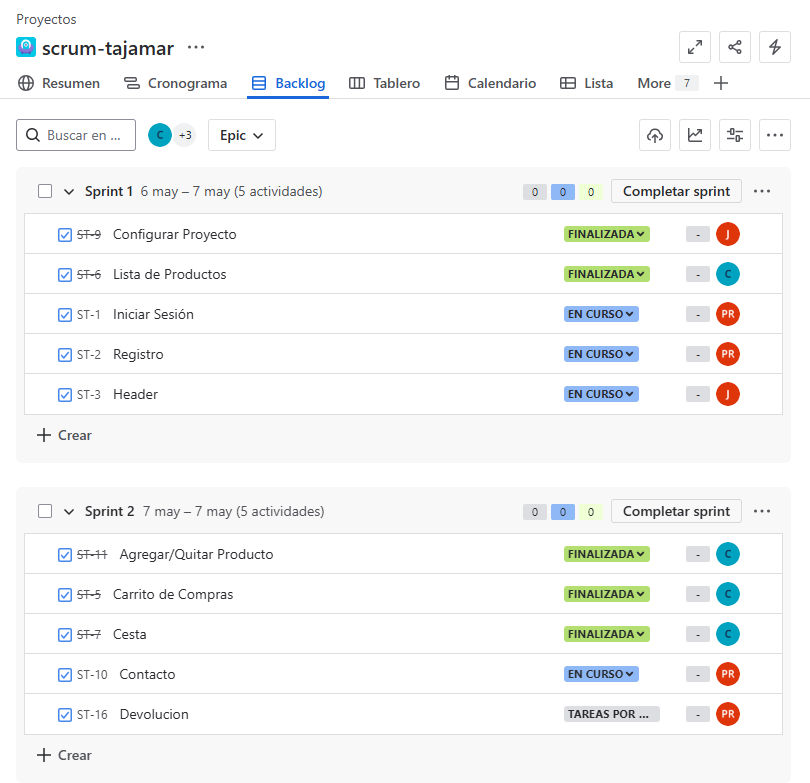 Proyectos
scrum-tajamar
Resumen Cronograma Backlog Tablero Calendario Lista More 7
Buscar en ... C +3 Epic
Sprint 1 6 may – 7 may (5 actividades) 0 0 0 Completar sprint
ST-9 Configurar Proyecto FINALIZADA - J
ST-6 Lista de Productos FINALIZADA - C
ST-1 Iniciar Sesión EN CURSO - PR
ST-2 Registro EN CURSO - PR
ST-3 Header EN CURSO - J
Crear
Sprint 2 7 may – 7 may (5 actividades) 0 0 0 Completar sprint
ST-11 Agregar/Quitar Producto FINALIZADA - C
ST-5 Carrito de Compras FINALIZADA - C
ST-7 Cesta FINALIZADA - C
ST-10 Contacto EN CURSO - PR
ST-16 Devolucion TAREAS POR ... - PR
Crear